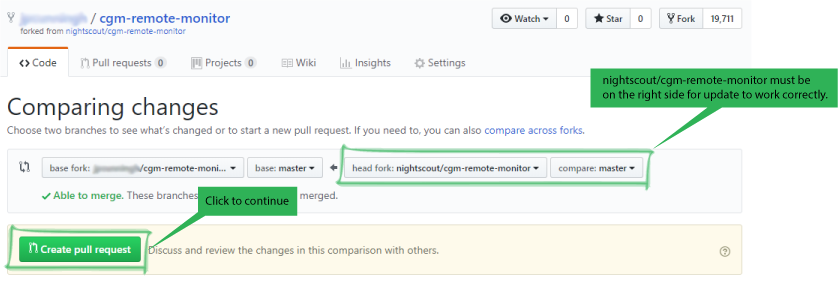 / cgm-remote-monitor
forked from nightscout/cgm-remote-monitor
Watch 0 Star 0 Fork 19,711
Code Pull requests 0 Projects 0 Wiki Insights Settings
nightscout/cgm-remote-monitor must be
on the right side for update to work correctly.
Comparing changes
Choose two branches to see what's changed or to start a new pull request. If you need to, you can also compare across forks.
base fork: /cgm-remote-moni... base: master head fork: nightscout/cgm-remote-monitor compare: master
Able to merge. These branches merged.
Click to continue
Create pull request Discuss and review the changes in this comparison with others.